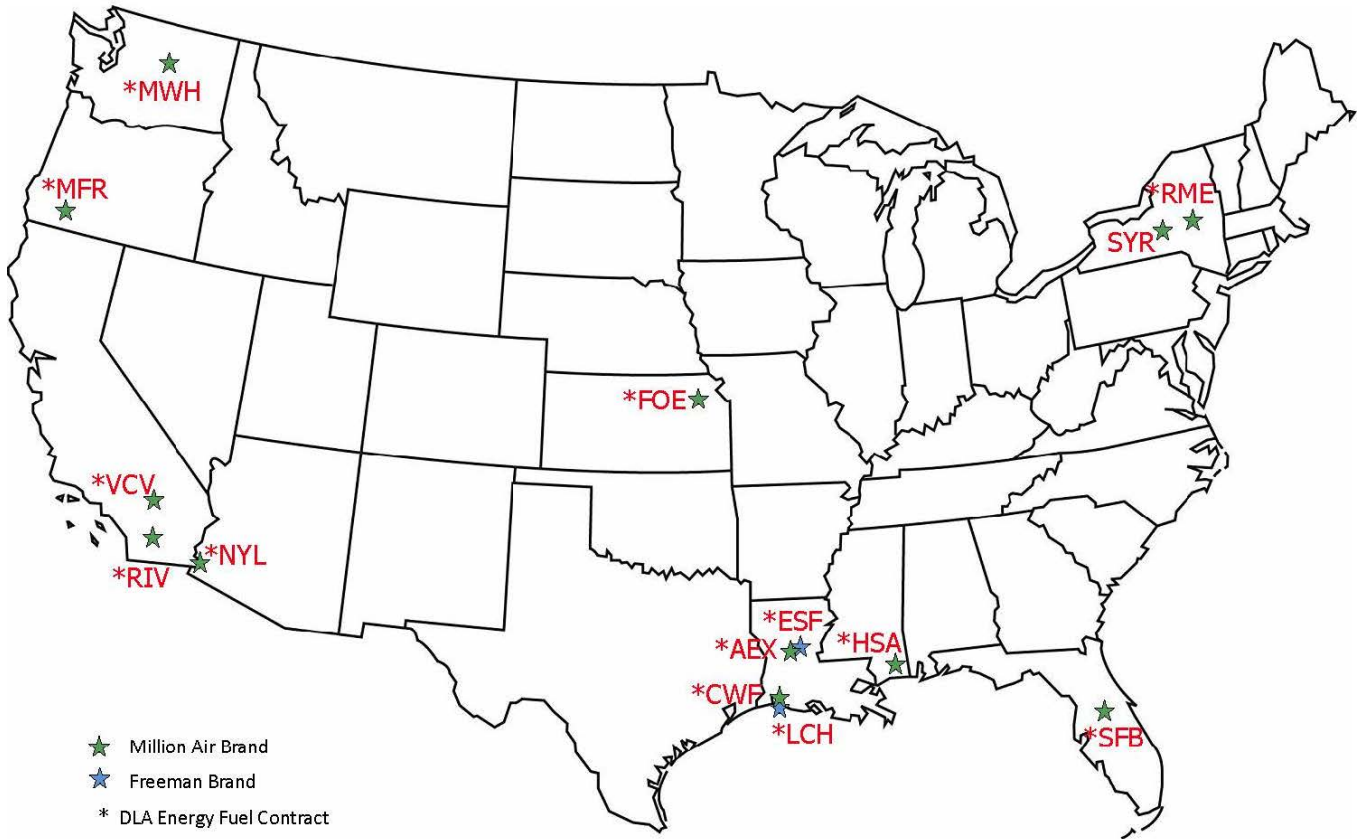 *MWH
*MFR
*RME
SYR
*FOE
*VCV
*NYL
*RIV
*ESF
*AEX
*HSA
*CWF
*LCH
*SFB
Million Air Brand
Freeman Brand
* DLA Energy Fuel Contract